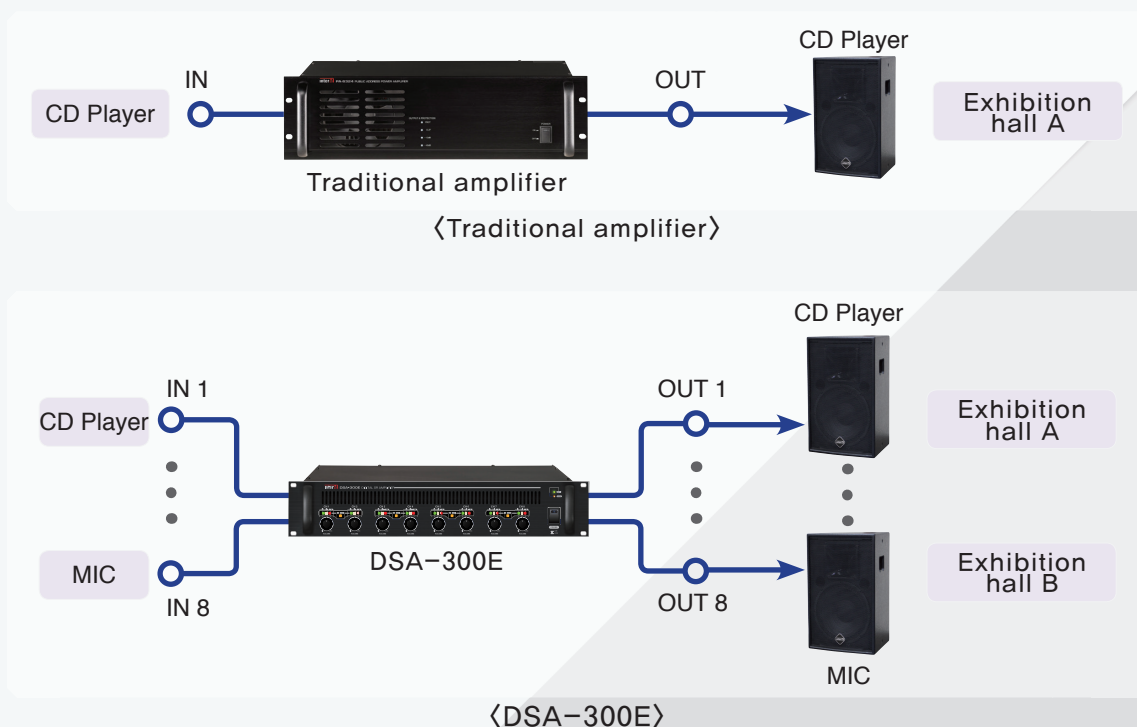 CD Player
IN
OUT
CD Player
Exhibition
hall A
Traditional amplifier
〈Traditional amplifier〉
CD Player
IN 1
OUT 1
CD Player
Exhibition
hall A
DSA-300E
MIC
IN 8
OUT 8
Exhibition
hall B
MIC
〈DSA-300E〉